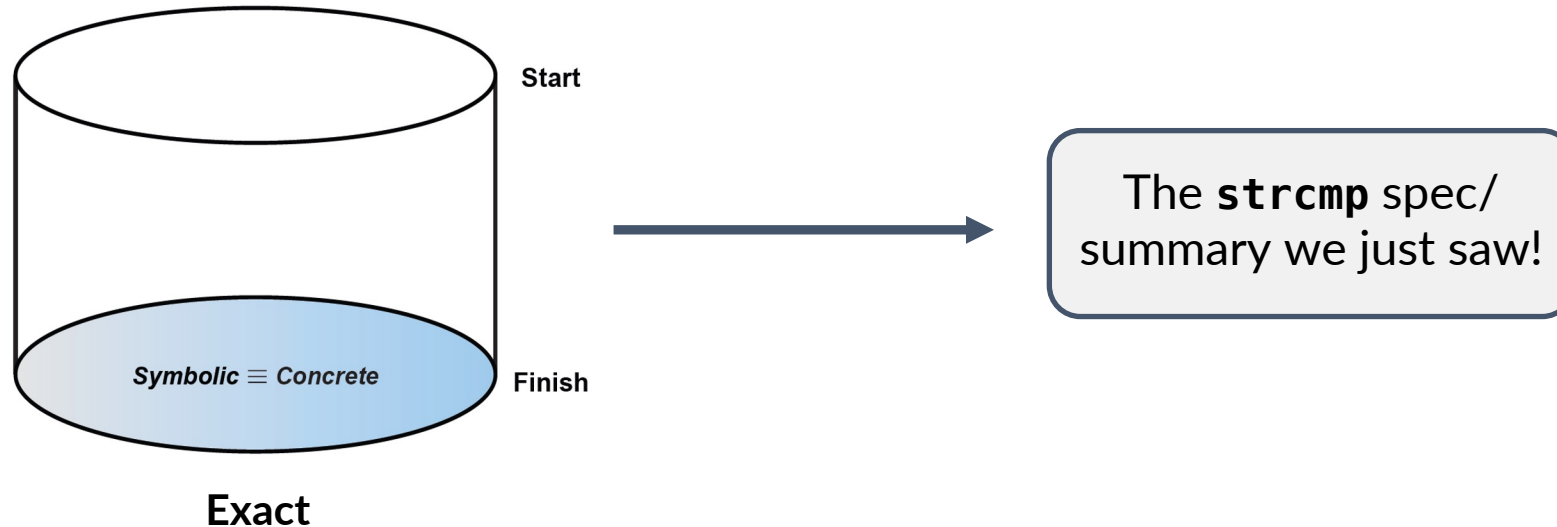 Start
The strcmp spec/
summary we just saw!
Symbolic ≡ Concrete
Finish
Exact